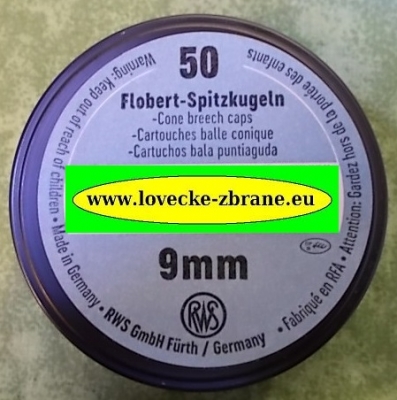 50
Flobert-Spitzkugeln
-Cone breech caps
-Cartouches balle conique
-Cartuchos bala puntiaguda
www.lovecke-zbrane.eu
9mm
RWS
Warning: Keep out of reach of children • Made in Germany • RWS GmbH Fürth / Germany • Fabriqué en RFA • Attention: Gardez hors de la portée des enfants